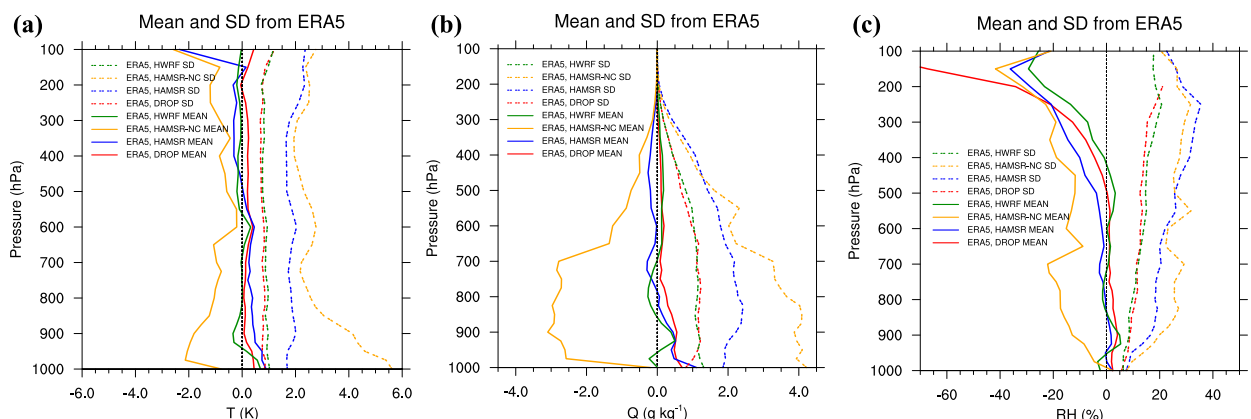 (a)
Mean and SD from ERA5
100
200
300
400
500
600
700
800
900
1000
Pressure (hPa)
ERA5, HWRF SD
ERA5, HAMSR-NC SD
ERA5, HAMSR SD
ERA5, DROP SD
ERA5, HWRF MEAN
ERA5, HAMSR-NC MEAN
ERA5, HAMSR MEAN
ERA5, DROP MEAN
-6.0 -4.0 -2.0 0.0 2.0 4.0 6.0
T (K)
(b)
Mean and SD from ERA5
100
200
300
400
500
600
700
800
900
1000
Pressure (hPa)
ERA5, HWRF SD
ERA5, HAMSR-NC SD
ERA5, HAMSR SD
ERA5, DROP SD
ERA5, HWRF MEAN
ERA5, HAMSR-NC MEAN
ERA5, HAMSR MEAN
ERA5, DROP MEAN
-4.0 -2.0 0.0 2.0 4.0
Q (g kg⁻¹)
(c)
Mean and SD from ERA5
100
200
300
400
500
600
700
800
900
1000
Pressure (hPa)
ERA5, HWRF SD
ERA5, HAMSR-NC SD
ERA5, HAMSR SD
ERA5, DROP SD
ERA5, HWRF MEAN
ERA5, HAMSR-NC MEAN
ERA5, HAMSR MEAN
ERA5, DROP MEAN
-60 -40 -20 0 20 40
RH (%)